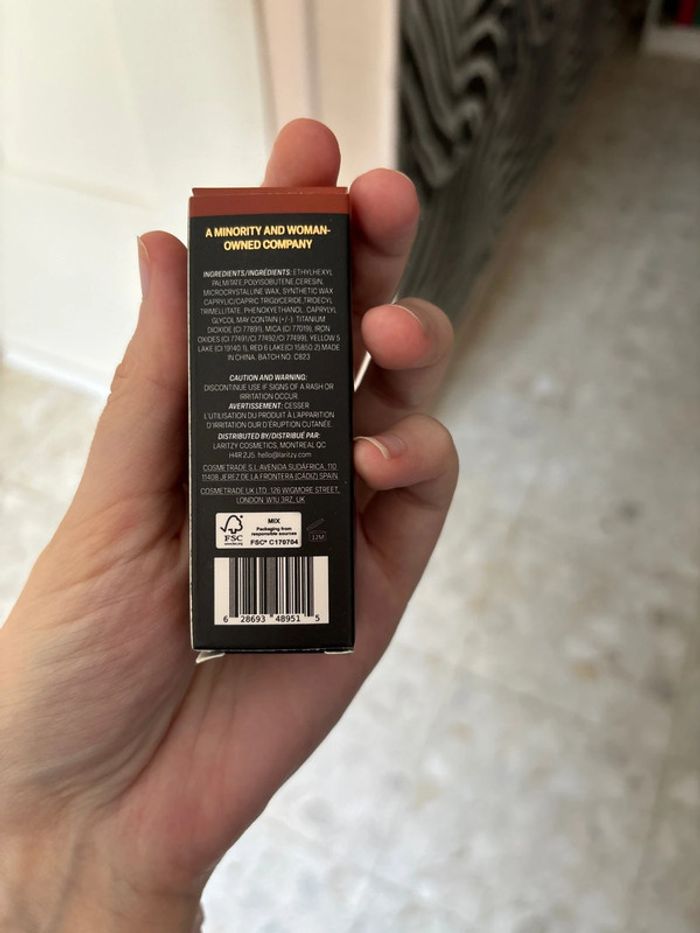 A MINORITY AND WOMAN-
OWNED COMPANY
INGREDIENTS/INGRÉDIENTS: ETHYLHEXYL
PALMITATE,POLYISOBUTENE,CERESIN,
MICROCRYSTALLINE WAX, SYNTHETIC WAX
CAPRYLIC/CAPRIC TRIGLYCERIDE,TRIDECYL
TRIMELLITATE, PHENOXYETHANOL, CAPRYLYL
GLYCOL MAY CONTAIN (+/-): TITANIUM
DIOXIDE (CI 77891), MICA (CI 77019), IRON
OXIDES (CI 77491/CI 77492/CI 77499), YELLOW 5
LAKE (CI 19140:1), RED 6 LAKE(CI 15850:2) MADE
IN CHINA. BATCH NO. C823
CAUTION AND WARNING:
DISCONTINUE USE IF SIGNS OF A RASH OR
IRRITATION OCCUR.
AVERTISSEMENT: CESSER
L'UTILISATION DU PRODUIT À L'APPARITION
D'IRRITATION OUR D'ÉRUPTION CUTANÉE.
DISTRIBUTED BY/DISTRIBUÉ PAR:
LARITZY COSMETICS, MONTREAL QC
H4R 2J5. hello@laritzy.com
COSMETRADE S.L. AVENIDA SUDÁFRICA, 110
11408 JEREZ DE LA FRONTERA (CÁDIZ) SPAIN
COSMETRADE UK LTD. 126 WIGMORE STREET,
LONDON, W1U 3RZ, UK
FSC
www.fsc.org
MIX
Packaging from
responsible sources
FSC® C170704
12M
6 28693 48951 5